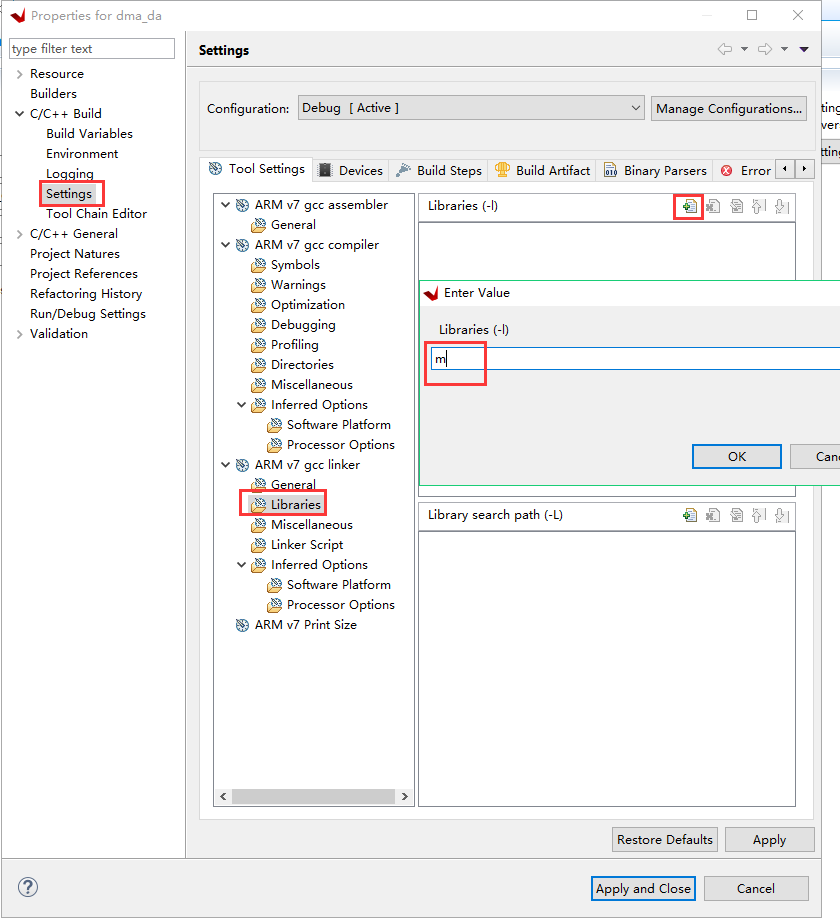 Properties for dma_da
type filter text
Resource
Builders
C/C++ Build
Build Variables
Environment
Logging
Settings
Tool Chain Editor
C/C++ General
Project Natures
Project References
Refactoring History
Run/Debug Settings
Validation
Settings
Configuration:
Debug [ Active ]
Manage Configurations...
Tool Settings
Devices
Build Steps
Build Artifact
Binary Parsers
Error
ARM v7 gcc assembler
General
ARM v7 gcc compiler
Symbols
Warnings
Optimization
Debugging
Profiling
Directories
Miscellaneous
Inferred Options
Software Platform
Processor Options
ARM v7 gcc linker
General
Libraries
Miscellaneous
Linker Script
Inferred Options
Software Platform
Processor Options
ARM v7 Print Size
Libraries (-l)
Enter Value
Libraries (-l)
m
OK
Library search path (-L)
Restore Defaults
Apply
Apply and Close
Cancel